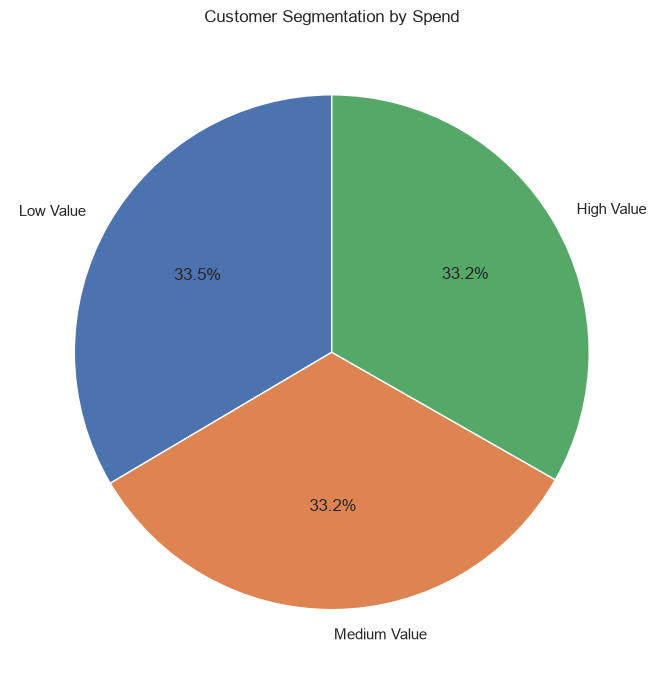 Customer Segmentation by Spend
High Value
Low Value
33.2%
33.5%
33.2%
Medium Value